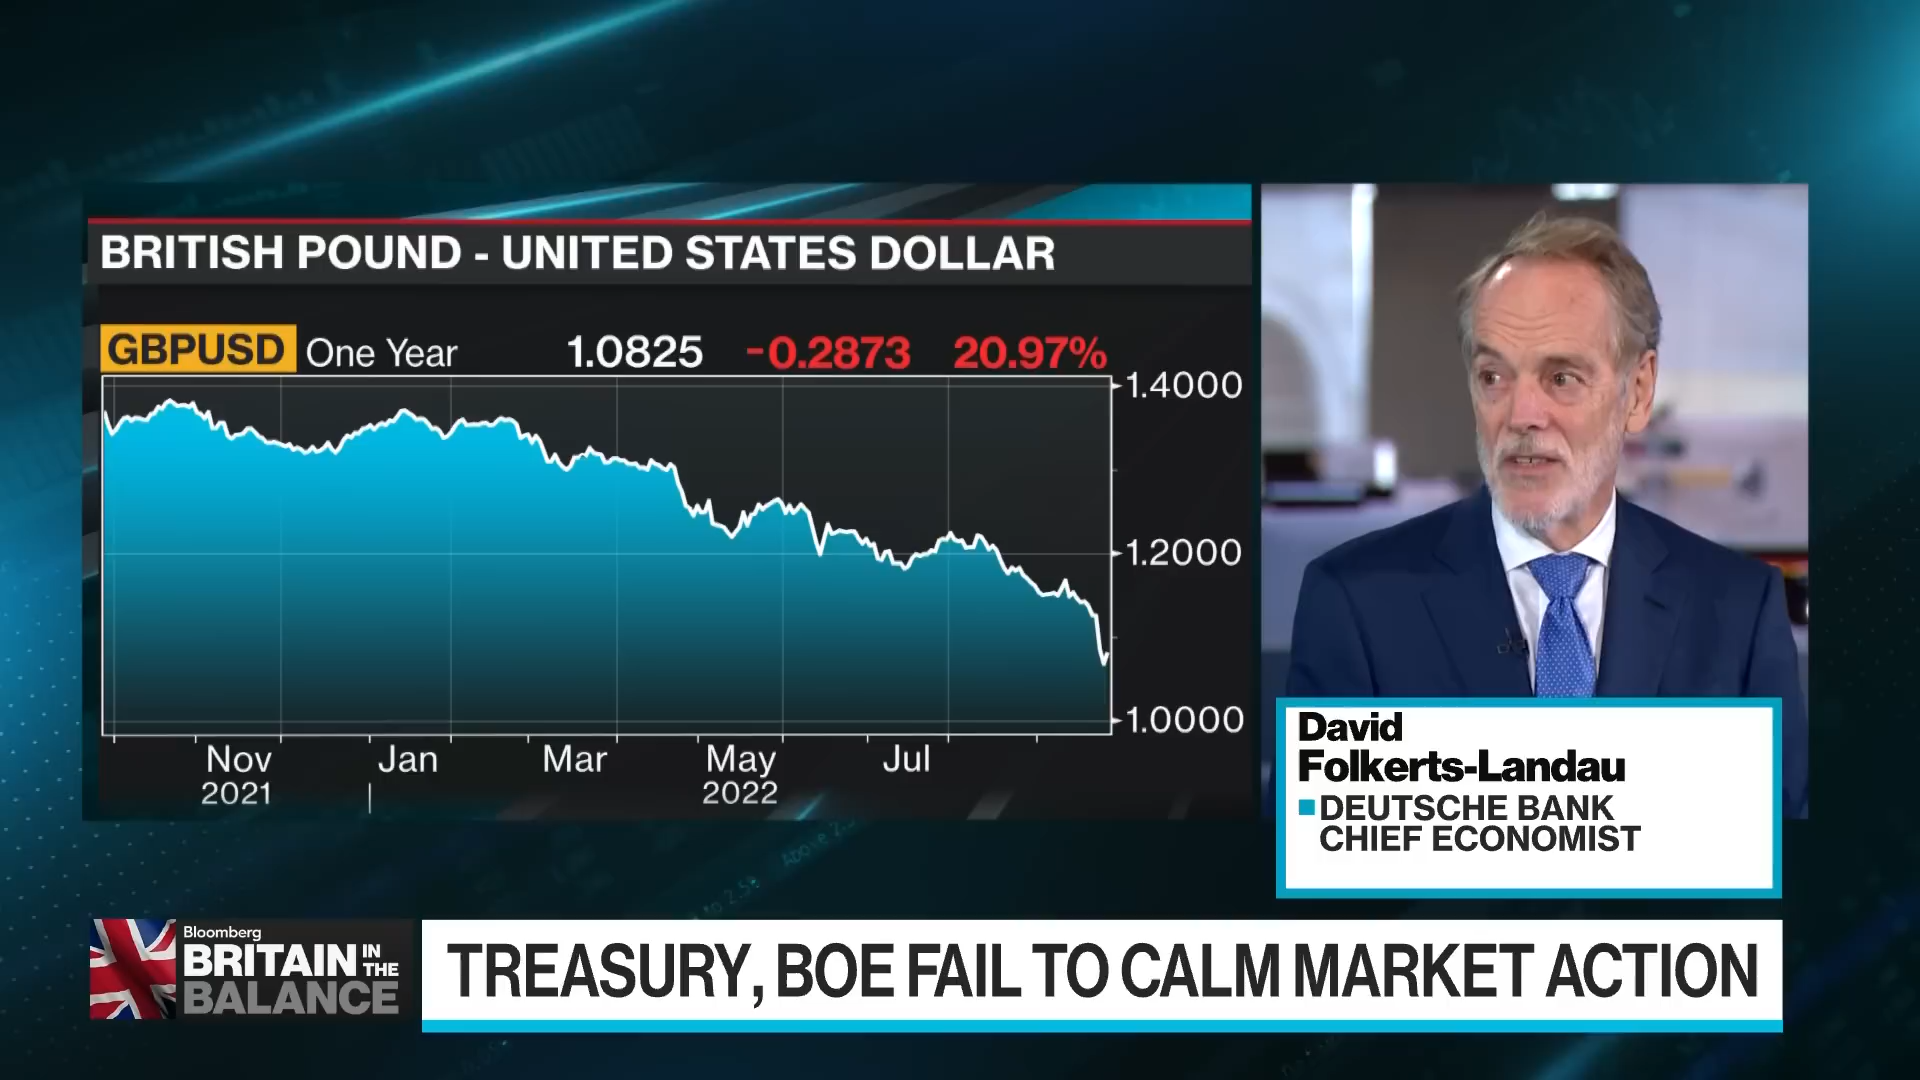 BRITISH POUND - UNITED STATES DOLLAR
GBPUSD One Year 1.0825 -0.2873 20.97%
1.4000
1.2000
1.0000
Nov Jan Mar May Jul
2021 2022
David
Folkerts-Landau
DEUTSCHE BANK
CHIEF ECONOMIST
Bloomberg
BRITAIN IN THE
BALANCE
TREASURY, BOE FAIL TO CALM MARKET ACTION